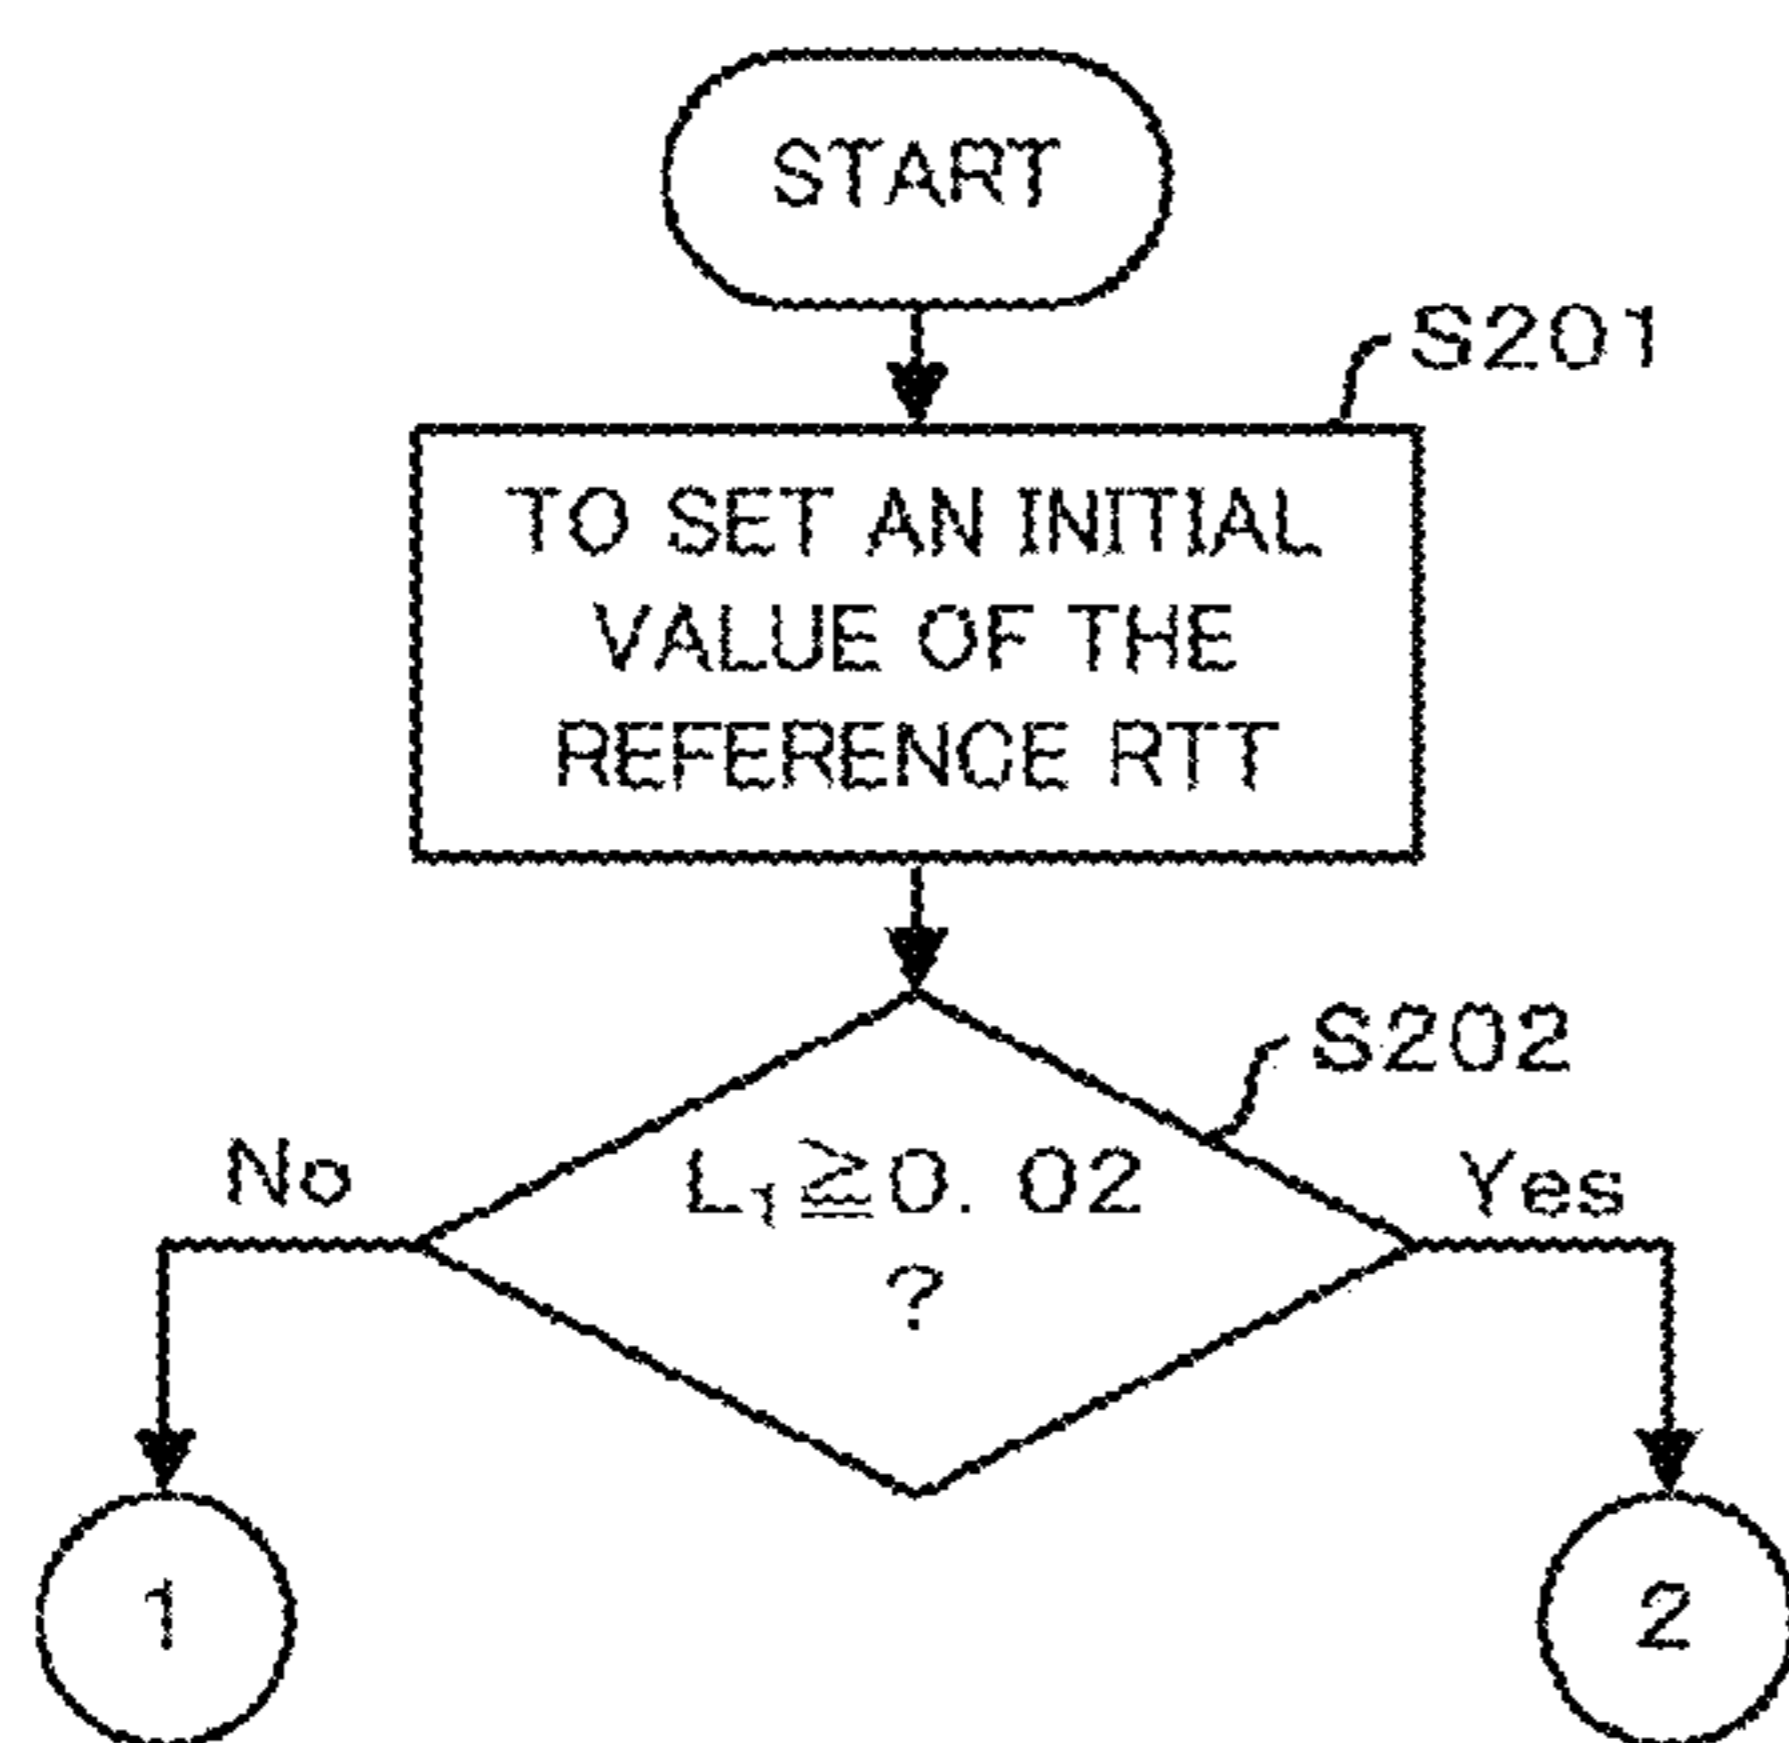 START
S201
TO SET AN INITIAL
VALUE OF THE
REFERENCE RTT
S202
No
L₁≧0.02
?
Yes
1
2